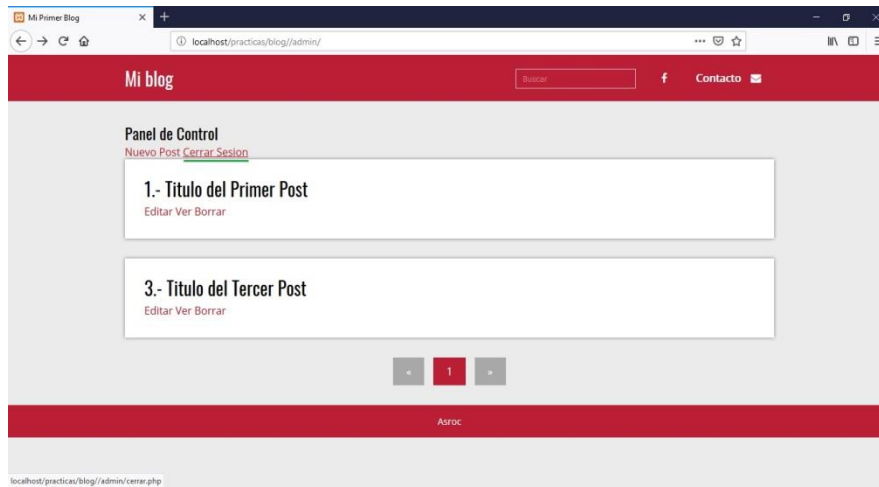 Mi Primer Blog
localhost/practicas/blog//admin/
Mi blog
Buscar
Contacto
Panel de Control
Nuevo Post Cerrar Sesion
1.- Titulo del Primer Post
Editar Ver Borrar
3.- Titulo del Tercer Post
Editar Ver Borrar
« 1 »
Asroc
localhost/practicas/blog//admin/cerrar.php